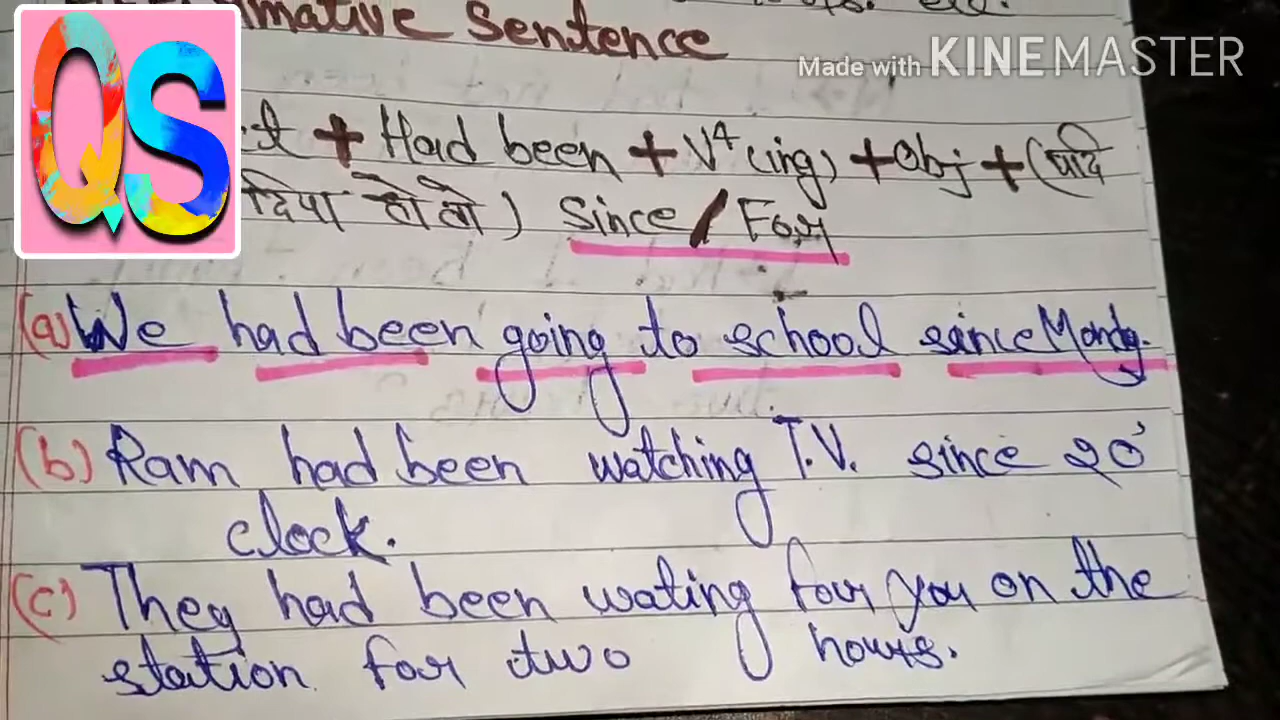 mative Sentence
Made with KINEMASTER
QS
ct + Had been + V4 (ing) + Obj + (यदि
दिया हो तो) Since/For
(a) We had been going to school since Monday.
(b) Ram had been watching T.V. since 2 o'
clock.
(c) They had been wating for you on the
station for two hours.